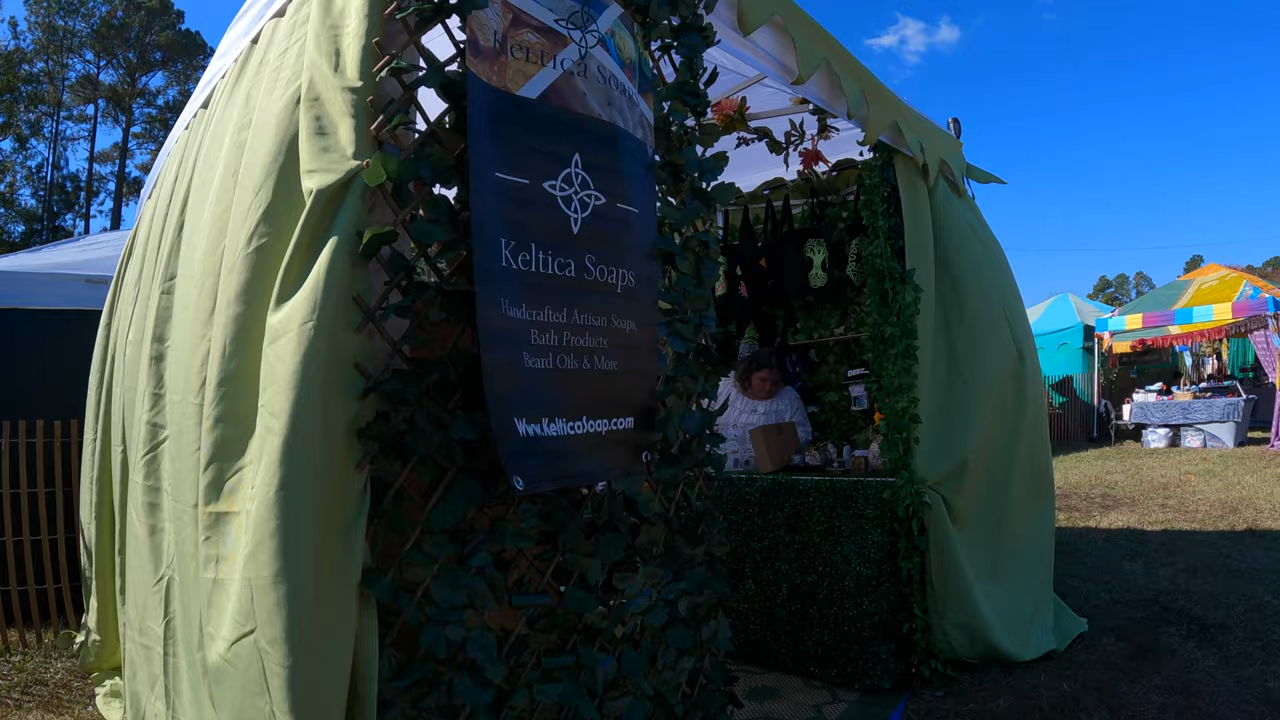 Keltica Soaps
Keltica Soaps
Handcrafted Artisan Soaps,
Bath Products,
Beard Oils & More
Www.KelticaSoap.com